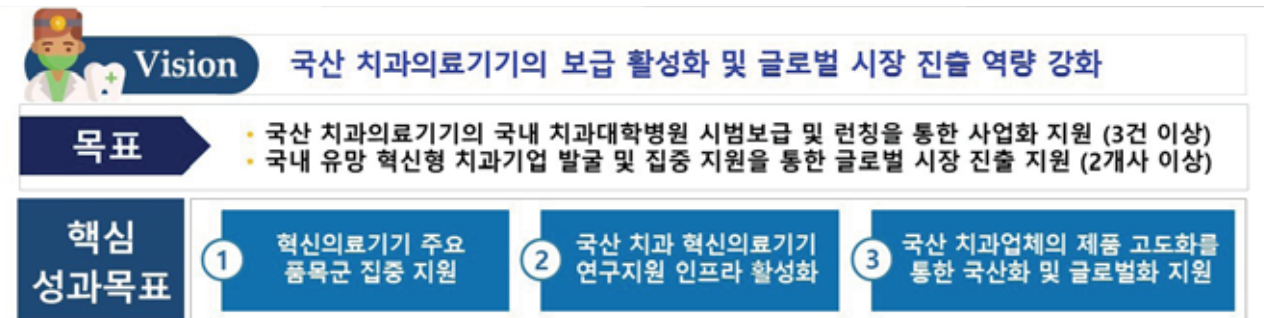 Vision
국산 치과의료기기의 보급 활성화 및 글로벌 시장 진출 역량 강화
목표
• 국산 치과의료기기의 국내 치과대학병원 시범보급 및 런칭을 통한 사업화 지원 (3건 이상)
• 국내 유망 혁신형 치과기업 발굴 및 집중 지원을 통한 글로벌 시장 진출 지원 (2개사 이상)
핵심
성과목표
1
혁신의료기기 주요
품목군 집중 지원
2
국산 치과 혁신의료기기
연구지원 인프라 활성화
3
국산 치과업체의 제품 고도화를
통한 국산화 및 글로벌화 지원